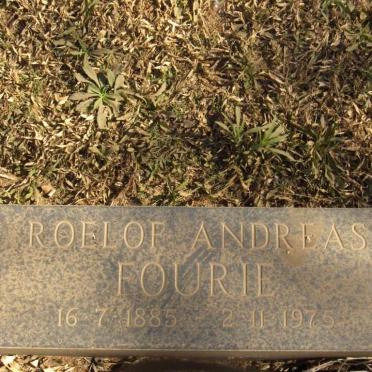 ROELOF ANDREAS
FOURIE
16·7·1885 - 2·11·1975